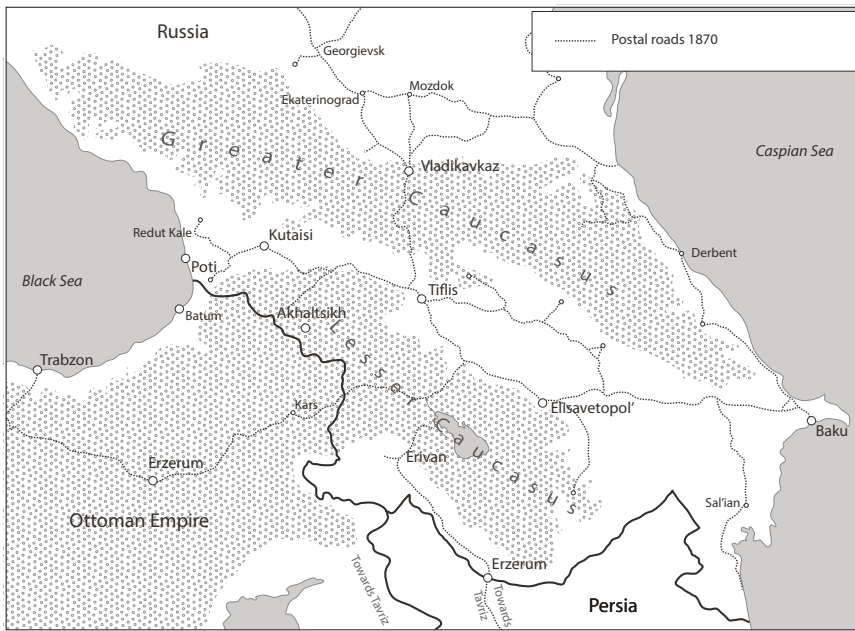 Russia
Postal roads 1870
Georgievsk
Mozdok
Ekaterinograd
Greater Caucasus
Caspian Sea
Vladikavkaz
Redut Kale
Kutaisi
Derbent
Poti
Black Sea
Tiflis
Batum
Akhaltsikh
Lesser Caucasus
Trabzon
Kars
Elisavetopol'
Baku
Erivan
Erzerum
Sal'ian
Ottoman Empire
Erzerum
Towards Tavriz
Towards
Tavriz
Persia